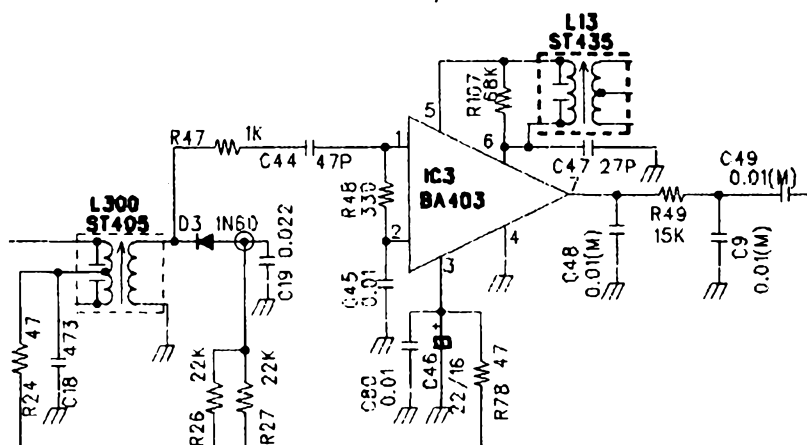 L13
ST435
R107
68K
5
R47
1K
C44
47P
1
6
IC3
BA403
C47
27P
7
C49
0.01(M)
L300
ST405
D3
1N60
C19
0.022
R48
330
2
C45
0.01
3
4
C48
0.01(M)
R49
15K
C9
0.01(M)
R24
47
C18
473
R26
22K
R27
22K
C80
0.01
C46
+
22/16
R78
47